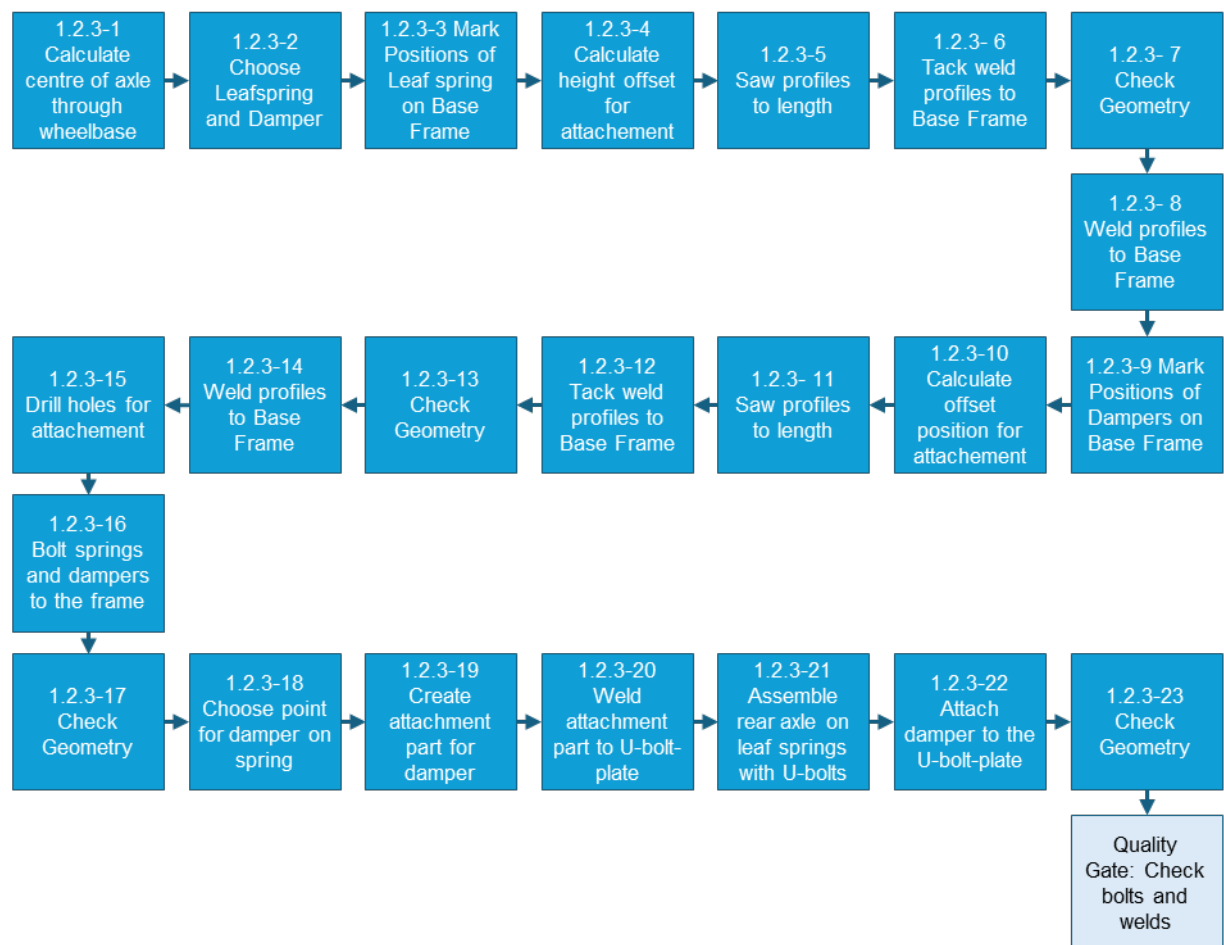 1.2.3-1
Calculate
centre of axle
through
wheelbase
1.2.3-2
Choose
Leafspring
and Damper
1.2.3-3 Mark
Positions of
Leaf spring
on Base
Frame
1.2.3-4
Calculate
height offset
for
attachement
1.2.3-5
Saw profiles
to length
1.2.3- 6
Tack weld
profiles to
Base Frame
1.2.3- 7
Check
Geometry
1.2.3- 8
Weld profiles
to Base
Frame
1.2.3-9 Mark
Positions of
Dampers on
Base Frame
1.2.3-10
Calculate
offset
position for
attachement
1.2.3- 11
Saw profiles
to length
1.2.3-12
Tack weld
profiles to
Base Frame
1.2.3-13
Check
Geometry
1.2.3-14
Weld profiles
to Base
Frame
1.2.3-15
Drill holes for
attachement
1.2.3-16
Bolt springs
and dampers
to the frame
1.2.3-17
Check
Geometry
1.2.3-18
Choose point
for damper on
spring
1.2.3-19
Create
attachment
part for
damper
1.2.3-20
Weld
attachment
part to U-bolt-
plate
1.2.3-21
Assemble
rear axle on
leaf springs
with U-bolts
1.2.3-22
Attach
damper to the
U-bolt-plate
1.2.3-23
Check
Geometry
Quality
Gate: Check
bolts and
welds